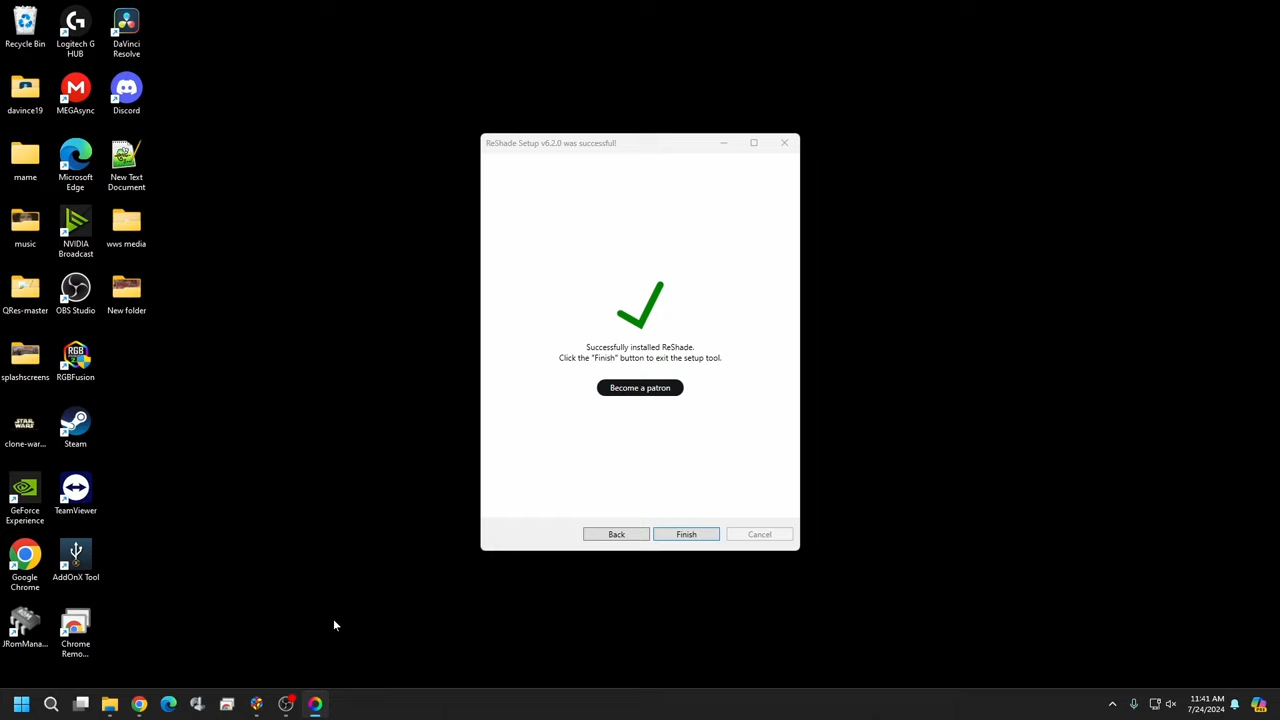 Recycle Bin
Logitech G
HUB
DaVinci
Resolve
davince19
MEGAsync
Discord
mame
Microsoft
Edge
New Text
Document
music
NVIDIA
Broadcast
wws media
QRes-master
OBS Studio
New folder
splashscreens
RGB
RGBFusion
STAR
WARS
clone-war...
Steam
GeForce
Experience
TeamViewer
Google
Chrome
AddOnX Tool
JRomMana...
Chrome
Remo...
ReShade Setup v6.2.0 was successful!
Successfully installed ReShade.
Click the "Finish" button to exit the setup tool.
Become a patron
Back
Finish
Cancel
11:41 AM
7/24/2024